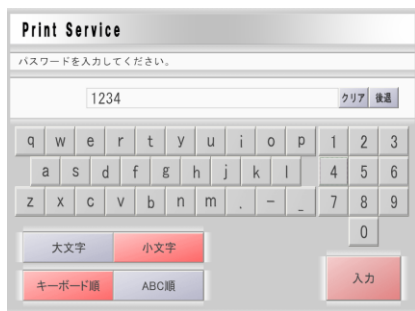 Print Service
パスワードを入力してください。
1234 クリア 後退
q w e r t y u i o p 1 2 3
a s d f g h j k l 4 5 6
z x c v b n m . - _ 7 8 9
0
大文字 小文字
キーボード順 ABC順
入力